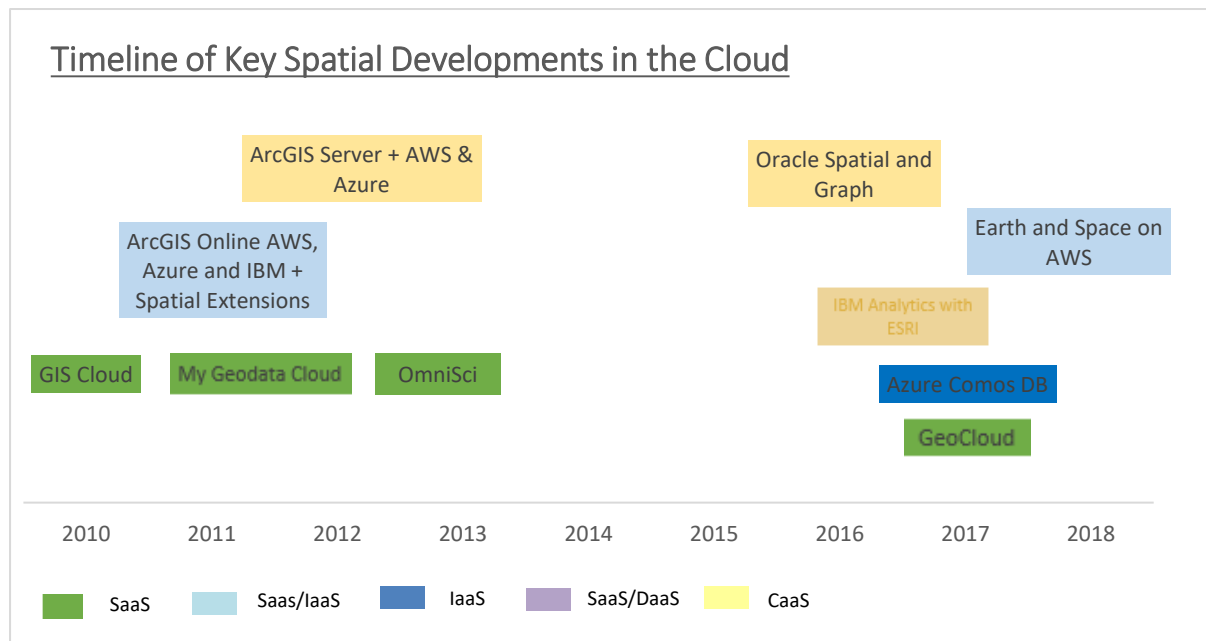 Timeline of Key Spatial Developments in the Cloud
ArcGIS Server + AWS &
Azure
Oracle Spatial and
Graph
ArcGIS Online AWS,
Azure and IBM +
Spatial Extensions
Earth and Space on
AWS
IBM Analytics with
ESRI
GIS Cloud
My Geodata Cloud
OmniSci
Azure Comos DB
GeoCloud
2010
2011
2012
2013
2014
2015
2016
2017
2018
SaaS
Saas/IaaS
IaaS
SaaS/DaaS
CaaS